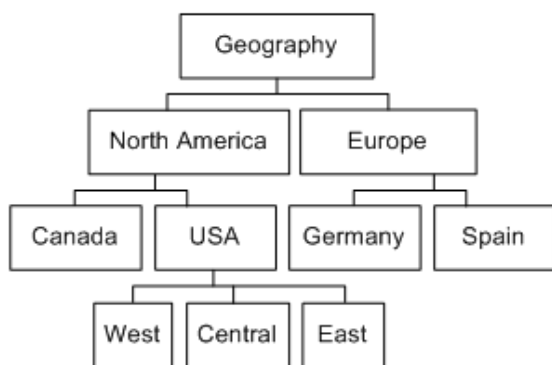 Geography
North America
Europe
Canada
USA
Germany
Spain
West
Central
East